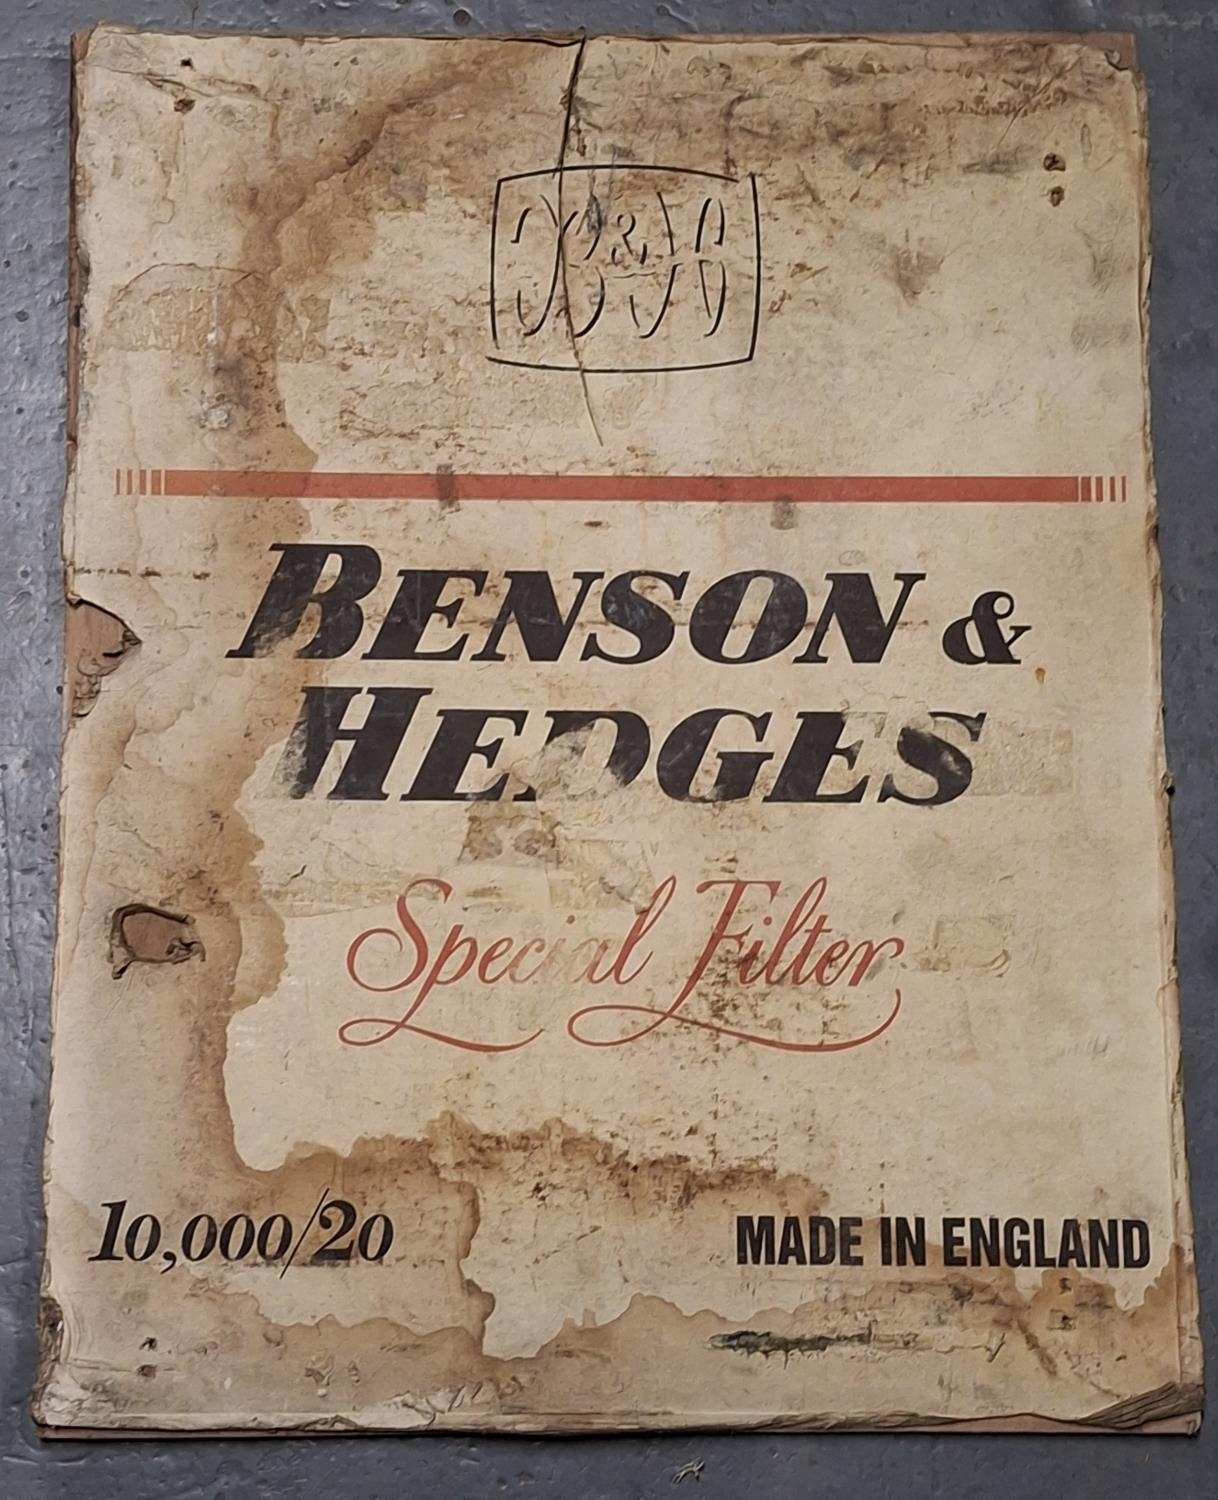 B&H
BENSON &
HEDGES
Special Filter
10,000/20
MADE IN ENGLAND